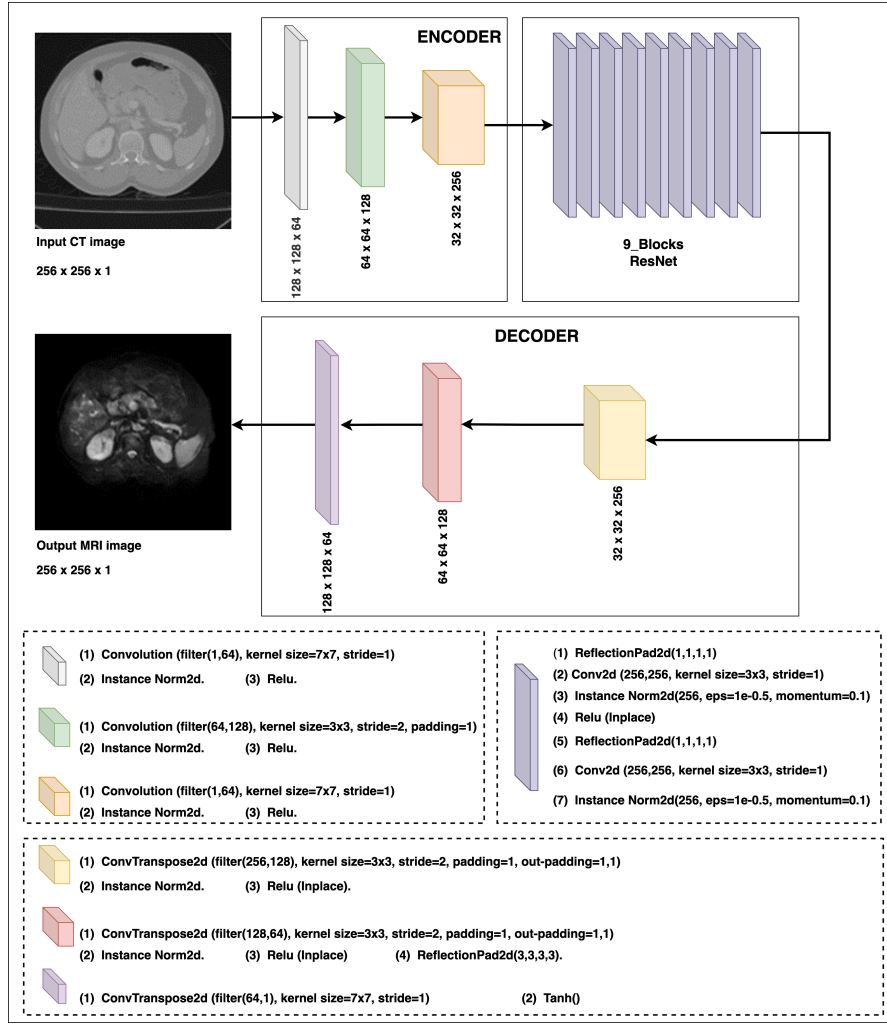 ENCODER
128 x 128 x 64
64 x 64 x 128
32 x 32 x 256
9_Blocks
ResNet
Input CT image
256 x 256 x 1
DECODER
128 x 128 x 64
64 x 64 x 128
32 x 32 x 256
Output MRI image
256 x 256 x 1
(1) Convolution (filter(1,64), kernel size=7x7, stride=1)
(2) Instance Norm2d. (3) Relu.
(1) Convolution (filter(64,128), kernel size=3x3, stride=2, padding=1)
(2) Instance Norm2d. (3) Relu.
(1) Convolution (filter(1,64), kernel size=7x7, stride=1)
(2) Instance Norm2d. (3) Relu.
(1) ReflectionPad2d(1,1,1,1)
(2) Conv2d (256,256, kernel size=3x3, stride=1)
(3) Instance Norm2d(256, eps=1e-0.5, momentum=0.1)
(4) Relu (Inplace)
(5) ReflectionPad2d(1,1,1,1)
(6) Conv2d (256,256, kernel size=3x3, stride=1)
(7) Instance Norm2d(256, eps=1e-0.5, momentum=0.1)
(1) ConvTranspose2d (filter(256,128), kernel size=3x3, stride=2, padding=1, out-padding=1,1)
(2) Instance Norm2d. (3) Relu (Inplace).
(1) ConvTranspose2d (filter(128,64), kernel size=3x3, stride=2, padding=1, out-padding=1,1)
(2) Instance Norm2d. (3) Relu (Inplace) (4) ReflectionPad2d(3,3,3,3).
(1) ConvTranspose2d (filter(64,1), kernel size=7x7, stride=1) (2) Tanh()